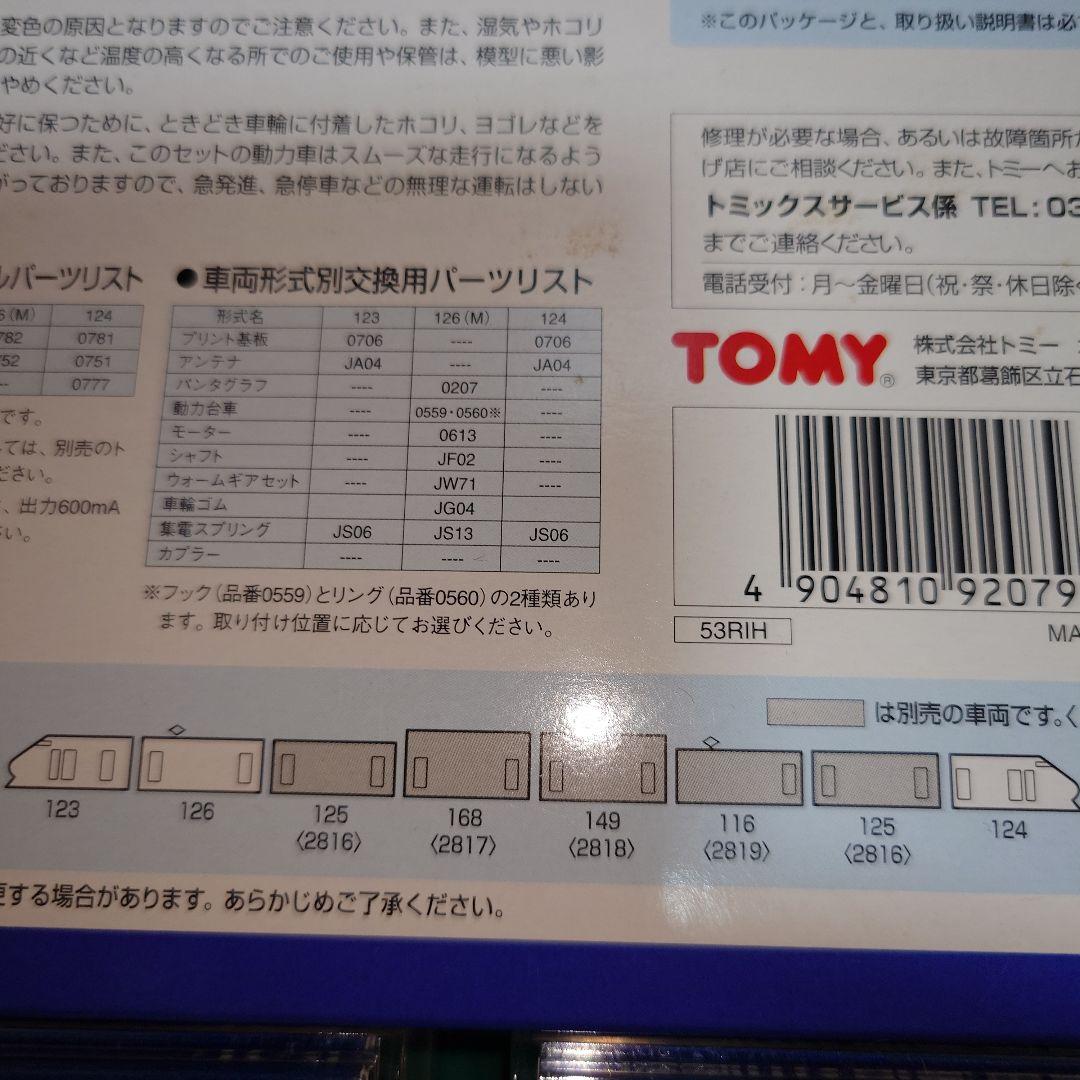 変色の原因となりますのでご注意ください。また、湿気やホコリ
の近くなど温度の高くなる所でのご使用や保管は、模型に悪い影
やめください。
好に保つために、ときどき車輪に付着したホコリ、ヨゴレなどを
ださい。また、このセットの動力車はスムーズな走行になるよう
がっておりますので、急発進、急停車などの無理な運転はしない
※このパッケージと、取り扱い説明書は必
修理が必要な場合、あるいは故障箇所が
げ店にご相談ください。また、トミーへお
トミックスサービス係 TEL:03
までご連絡ください。
電話受付:月〜金曜日(祝・祭・休日除く
ルパーツリスト
6(M) 124
0782 0781
752 0751
-- 0777
です。
ては、別売のト
ださい。
、出力600mA
さい。
●車両形式別交換用パーツリスト
形式名 123 126(M) 124
プリント基板 0706 ---- 0706
アンテナ JA04 ---- JA04
パンタグラフ ---- 0207 ----
動力台車 ---- 0559・0560※ ----
モーター ---- 0613 ----
シャフト ---- JF02 ----
ウォームギアセット ---- JW71 ----
車輪ゴム JG04
集電スプリング JS06 JS13 JS06
カプラー ---- ---- ----
※フック(品番0559)とリング(品番0560)の2種類あり
ます。取り付け位置に応じてお選びください。
TOMY®
株式会社トミー
東京都葛飾区立石
4 904810 92079
53RIH
MA
は別売の車両です。く
123 126 125 168 149 116 125 124
〈2816〉 〈2817〉 〈2818〉 〈2819〉 〈2816〉
更する場合があります。あらかじめご了承ください。